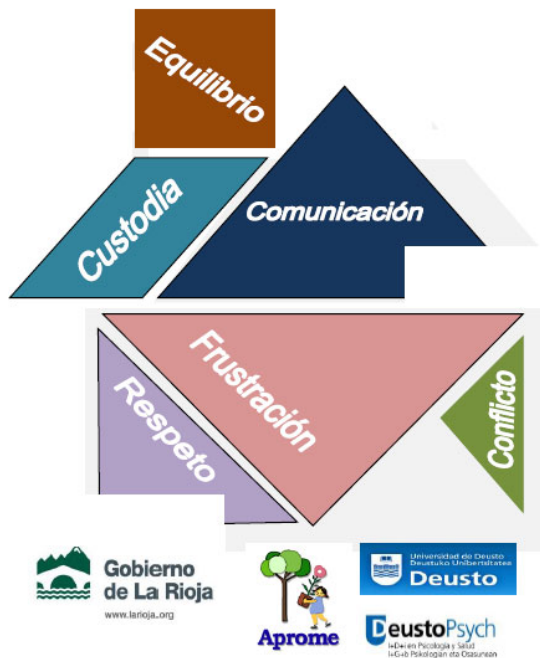 Equilibrio
Custodia
Comunicación
Frustración
Respeto
Conflicto
Gobierno
de La Rioja
www.larioja.org
Aprome
Universidad de Deusto
Deustuko Unibertsitatea
Deusto
DeustoPsych
I+D+i en Psicología y Salud
I+G+b Psikologian eta Osasunean